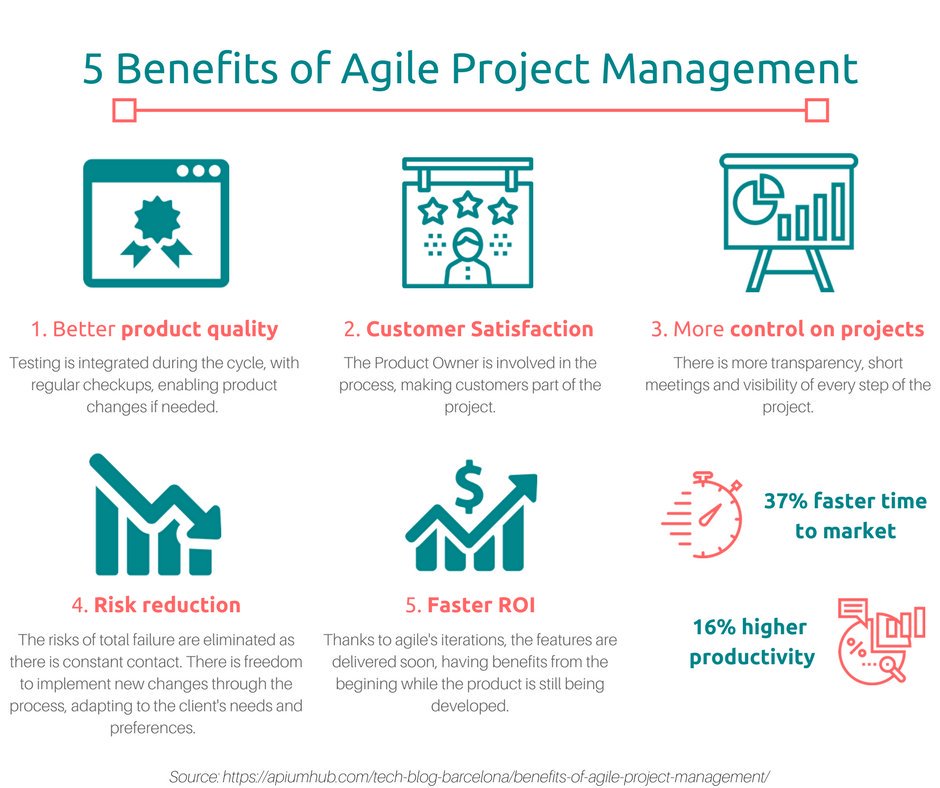 5 Benefits of Agile Project Management
1. Better product quality
Testing is integrated during the cycle, with
regular checkups, enabling product
changes if needed.
2. Customer Satisfaction
The Product Owner is involved in the
process, making customers part of the
project.
3. More control on projects
There is more transparency, short
meetings and visibility of every step of the
project.
4. Risk reduction
The risks of total failure are eliminated as
there is constant contact. There is freedom
to implement new changes through the
process, adapting to the client's needs and
preferences.
5. Faster ROI
Thanks to agile's iterations, the features are
delivered soon, having benefits from the
begining while the product is still being
developed.
37% faster time
to market
16% higher
productivity
Source: https://apiumhub.com/tech-blog-barcelona/benefits-of-agile-project-management/